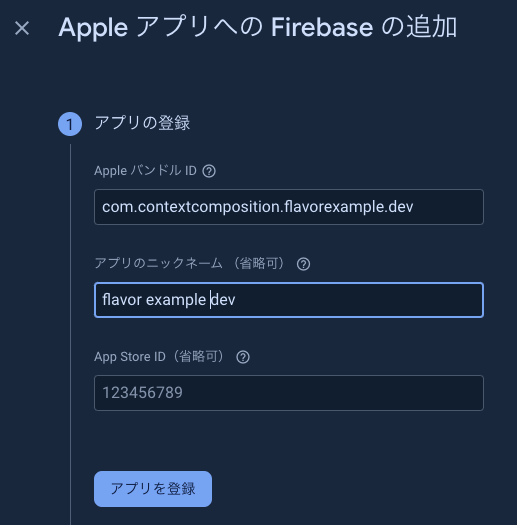 Apple アプリへの Firebase の追加
1 アプリの登録
Apple バンドル ID
com.contextcomposition.flavorexample.dev
アプリのニックネーム（省略可）
flavor example dev
App Store ID（省略可）
123456789
アプリを登録